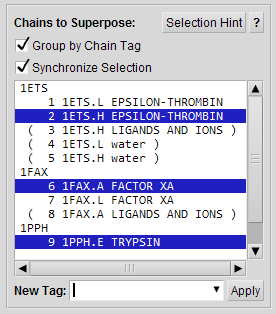 Chains to Superpose: Selection Hint ?
Group by Chain Tag
Synchronize Selection
1ETS
1 1ETS.L EPSILON-THROMBIN
2 1ETS.H EPSILON-THROMBIN
( 3 1ETS.H LIGANDS AND IONS )
( 4 1ETS.L water )
( 5 1ETS.H water )
1FAX
6 1FAX.A FACTOR XA
7 1FAX.L FACTOR XA
( 8 1FAX.A LIGANDS AND IONS )
1PPH
9 1PPH.E TRYPSIN
New Tag: Apply